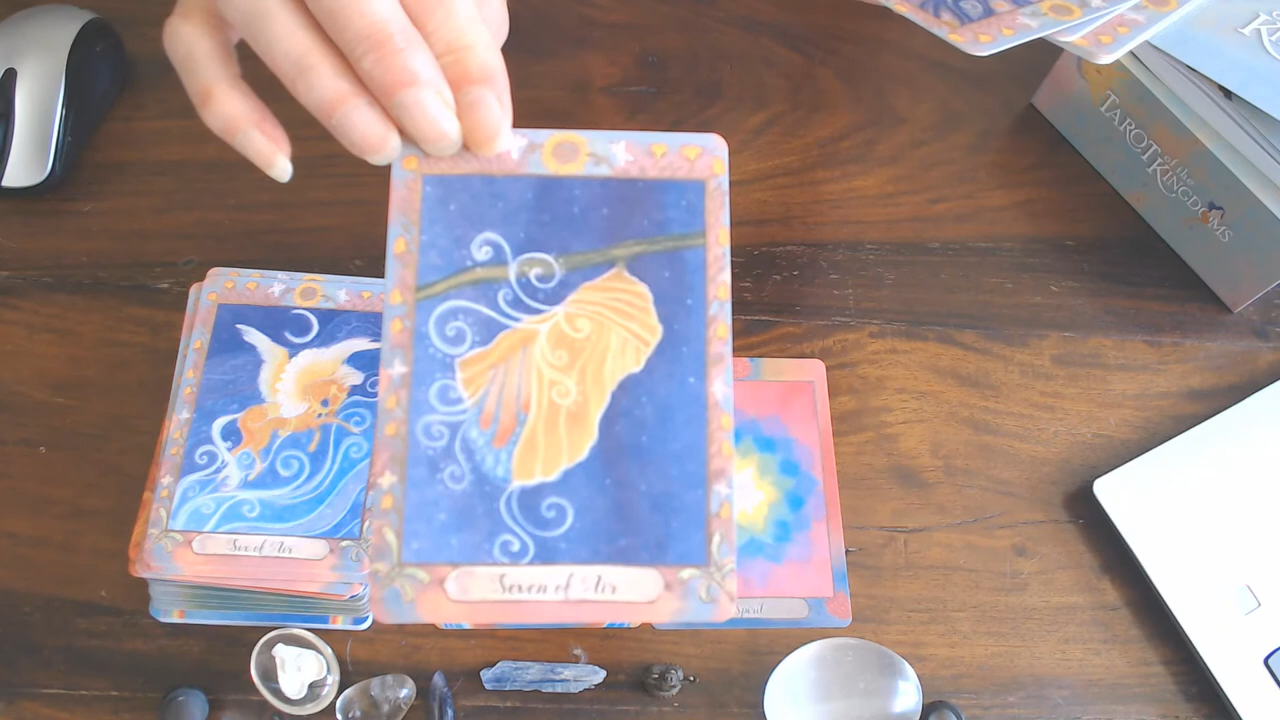 TAROT of the KINGDOMS
Six of Air
Seven of Air
Spirit